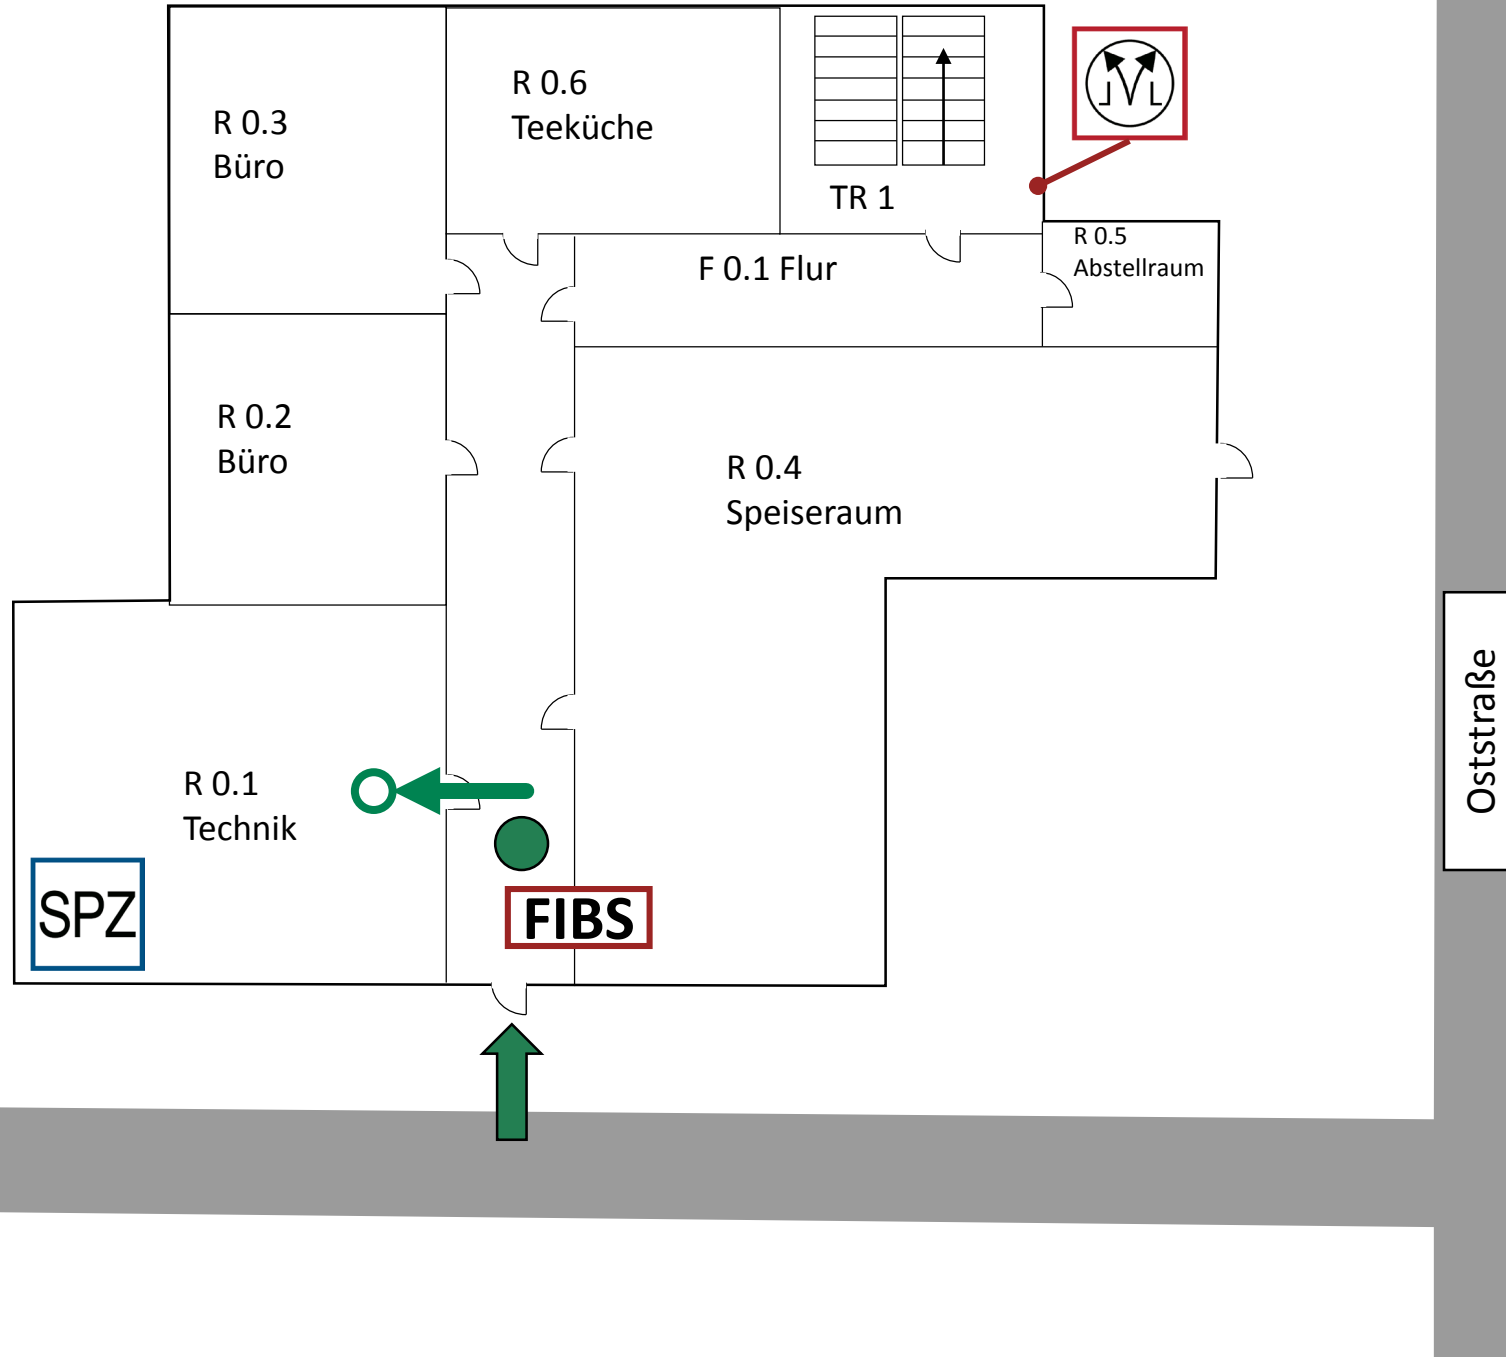 R 0.3
Büro
R 0.6
Teeküche
TR 1
R 0.5
Abstellraum
F 0.1 Flur
R 0.2
Büro
R 0.4
Speiseraum
R 0.1
Technik
SPZ
FIBS
Oststraße